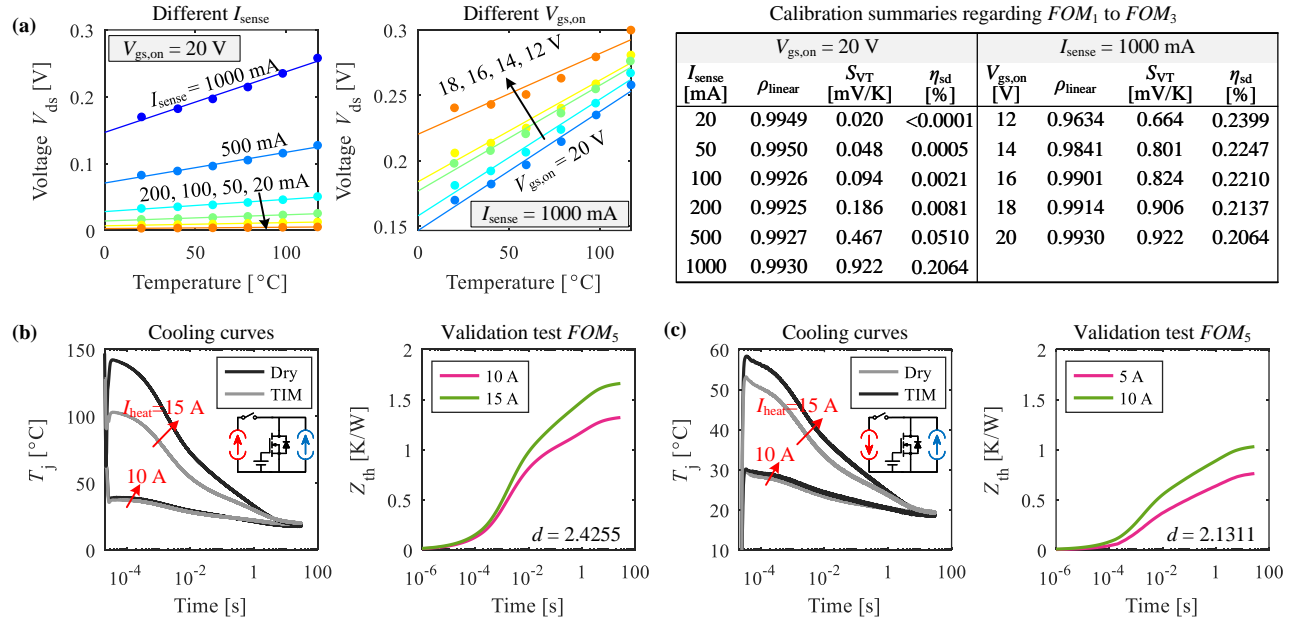 (a)
Different I_sense
V_gs,on = 20 V
I_sense = 1000 mA
500 mA
200, 100, 50, 20 mA
Voltage V_ds [V]
0.3
0.2
0.1
0
0 50 100
Temperature [°C]
Different V_gs,on
18, 16, 14, 12 V
V_gs,on = 20 V
I_sense = 1000 mA
Voltage V_ds [V]
0.3
0.25
0.2
0.15
0 50 100
Temperature [°C]
Calibration summaries regarding FOM_1 to FOM_3
V_gs,on = 20 V I_sense = 1000 mA
I_sense [mA] ρ_linear S_VT [mV/K] η_sd [%] V_gs,on [V] ρ_linear S_VT [mV/K] η_sd [%]
20 0.9949 0.020 <0.0001 12 0.9634 0.664 0.2399
50 0.9950 0.048 0.0005 14 0.9841 0.801 0.2247
100 0.9926 0.094 0.0021 16 0.9901 0.824 0.2210
200 0.9925 0.186 0.0081 18 0.9914 0.906 0.2137
500 0.9927 0.467 0.0510 20 0.9930 0.922 0.2064
1000 0.9930 0.922 0.2064
(b)
Cooling curves
Dry
TIM
I_heat=15 A
10 A
T_j [°C]
150
100
50
0
10^-4 10^-2 1 100
Time [s]
Validation test FOM_5
10 A
15 A
d = 2.4255
Z_th [K/W]
2
1.5
1
0.5
0
10^-6 10^-4 10^-2 1 100
Time [s]
(c)
Cooling curves
Dry
TIM
I_heat=15 A
10 A
T_j [°C]
60
50
40
30
20
10
10^-4 10^-2 1 100
Time [s]
Validation test FOM_5
5 A
10 A
d = 2.1311
Z_th [K/W]
2
1.5
1
0.5
0
10^-6 10^-4 10^-2 1 100
Time [s]